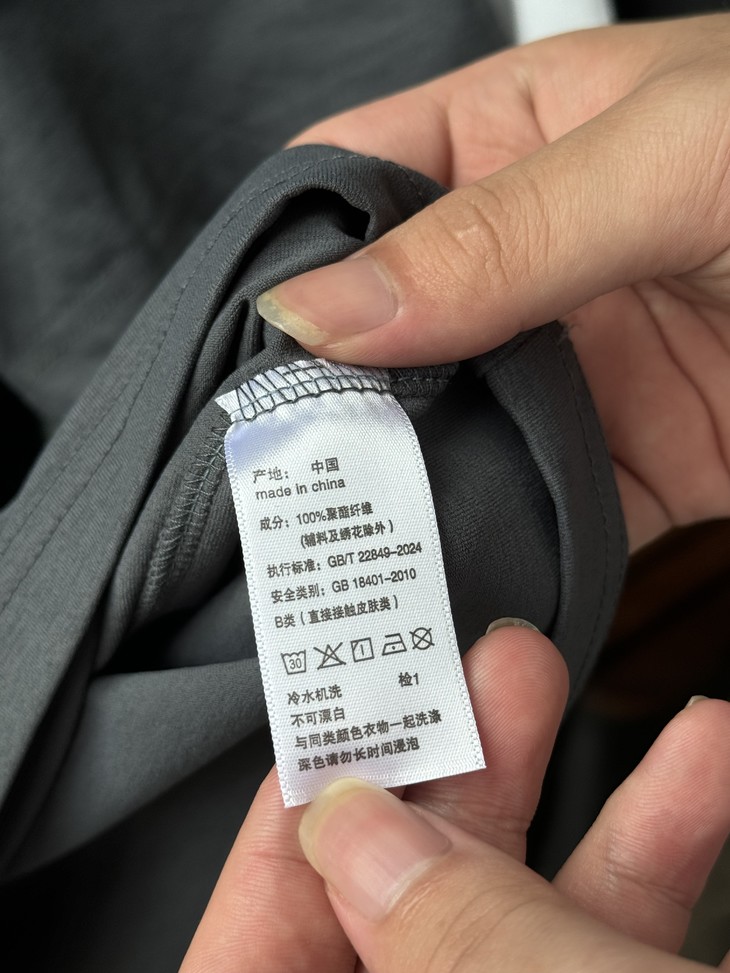 产地： 中国
made in china
成分：100%聚酯纤维
(辅料及绣花除外)
执行标准：GB/T 22849-2024
安全类别：GB 18401-2010
B类（直接接触皮肤类）
30
冷水机洗 检1
不可漂白
与同类颜色衣物一起洗涤
深色请勿长时间浸泡